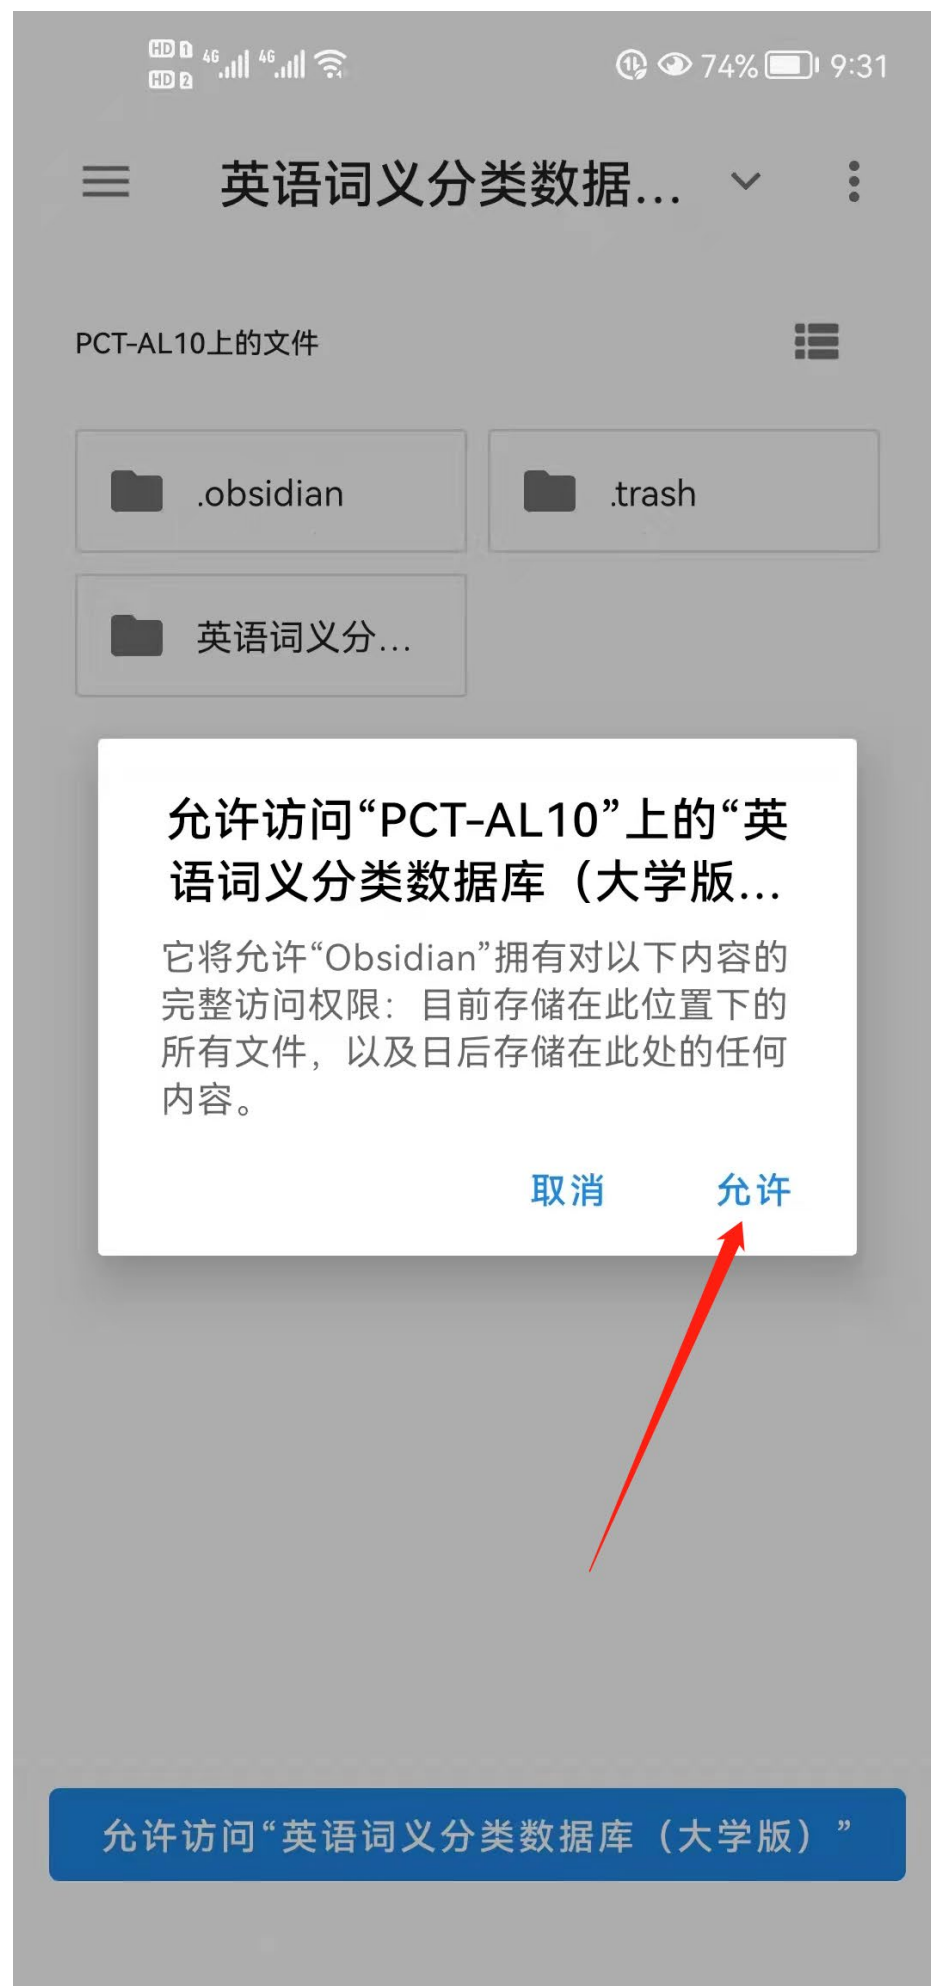 HD 1 4G 4G 74% 9:31
HD 2
英语词义分类数据...
PCT-AL10上的文件
.obsidian
.trash
英语词义分...
允许访问“PCT-AL10”上的“英
语词义分类数据库（大学版...
它将允许“Obsidian”拥有对以下内容的
完整访问权限：目前存储在此位置下的
所有文件，以及日后存储在此处的任何
内容。
取消 允许
允许访问“英语词义分类数据库（大学版）”